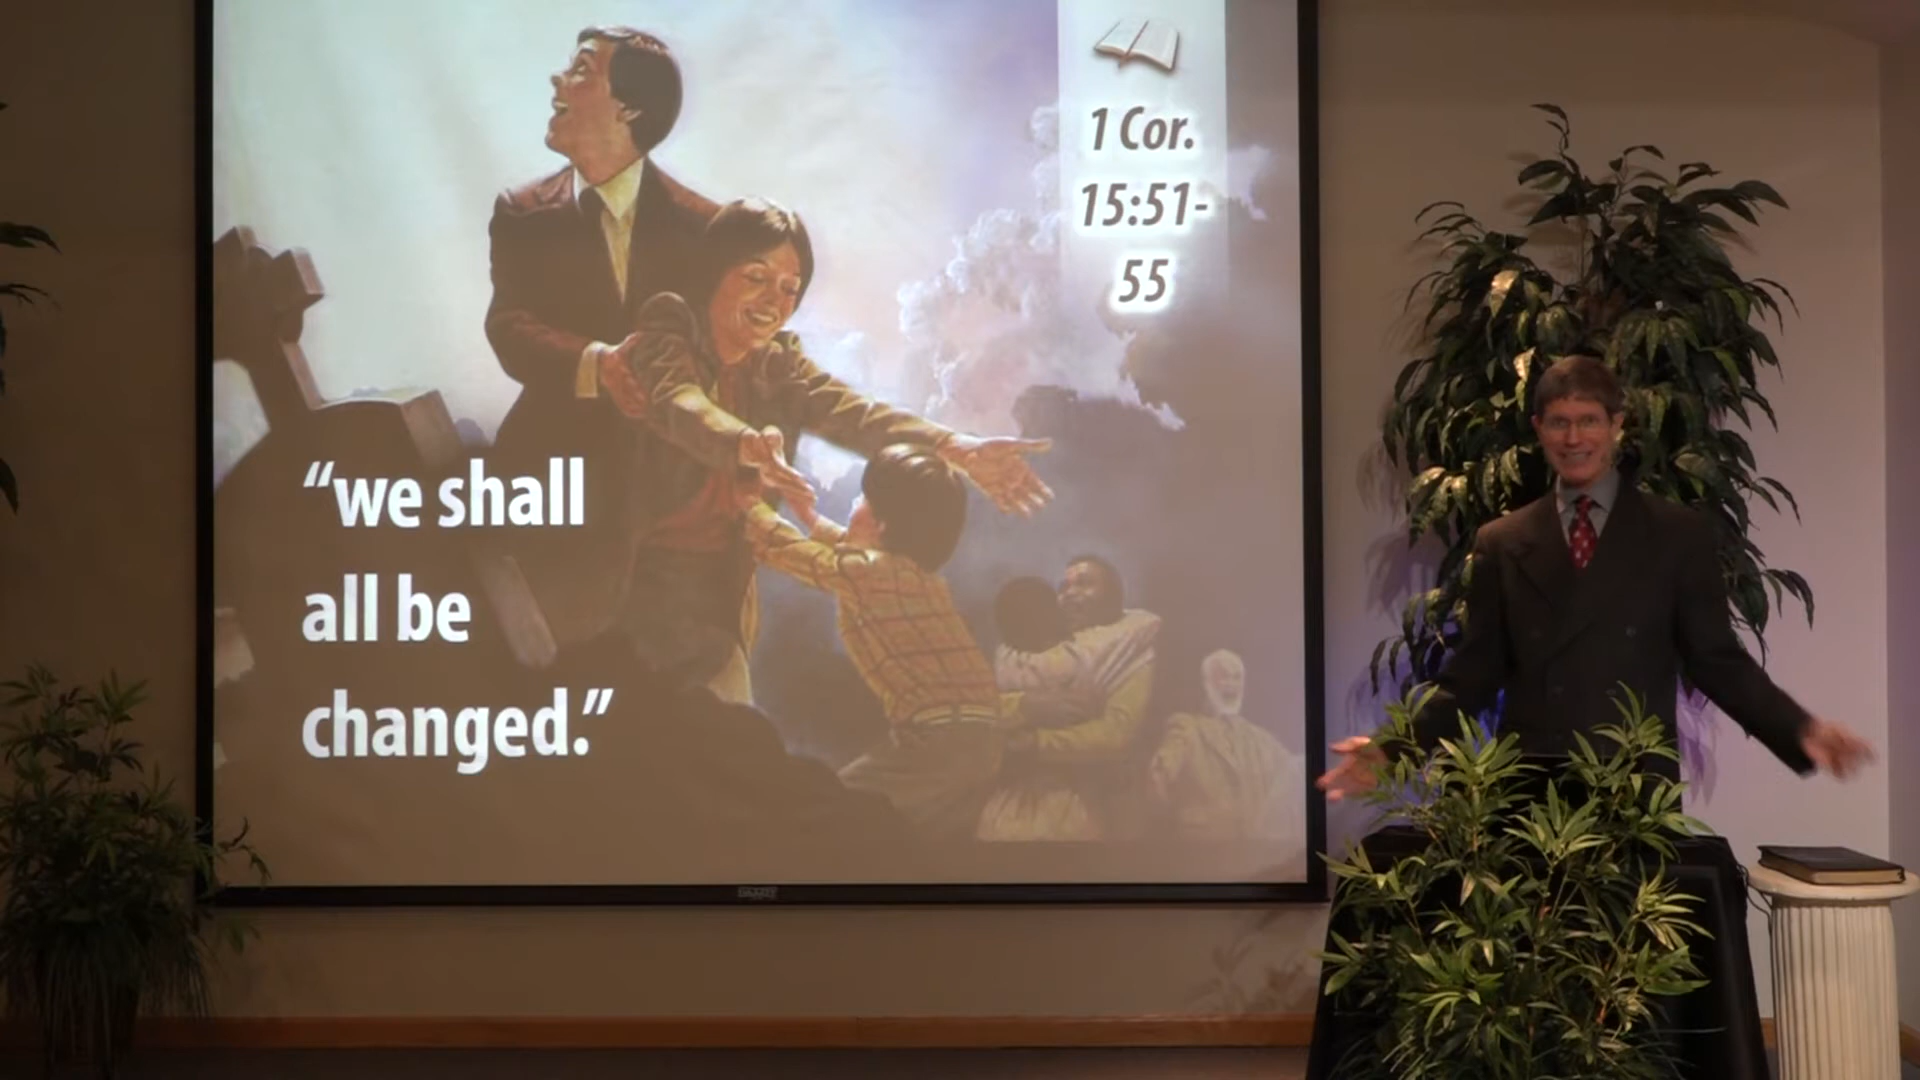 1 Cor.
15:51-
55
“we shall
all be
changed.”